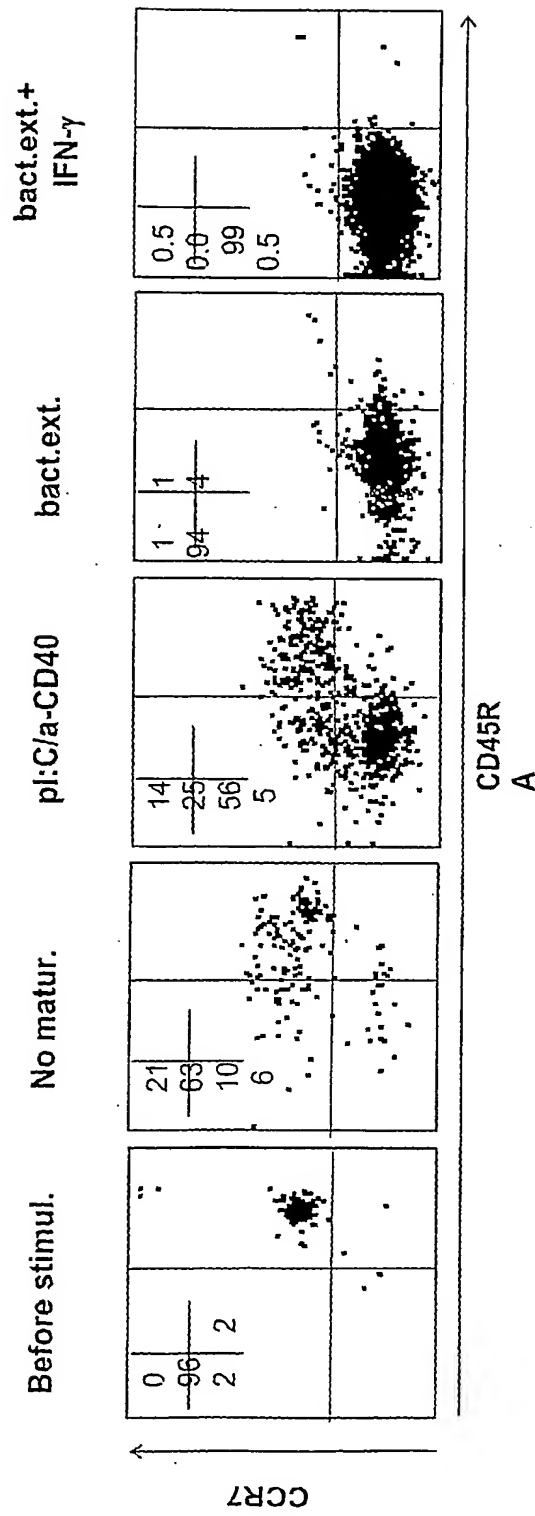 Before stimul.
No matur.
pI:C/a-CD40
bact.ext.
bact.ext.+
IFN-γ
0
96
2 2
21
63
10
6
14
25
56
5
1 1
94 4
0.5
0.0
99
0.5
CCR7
CD45R
A